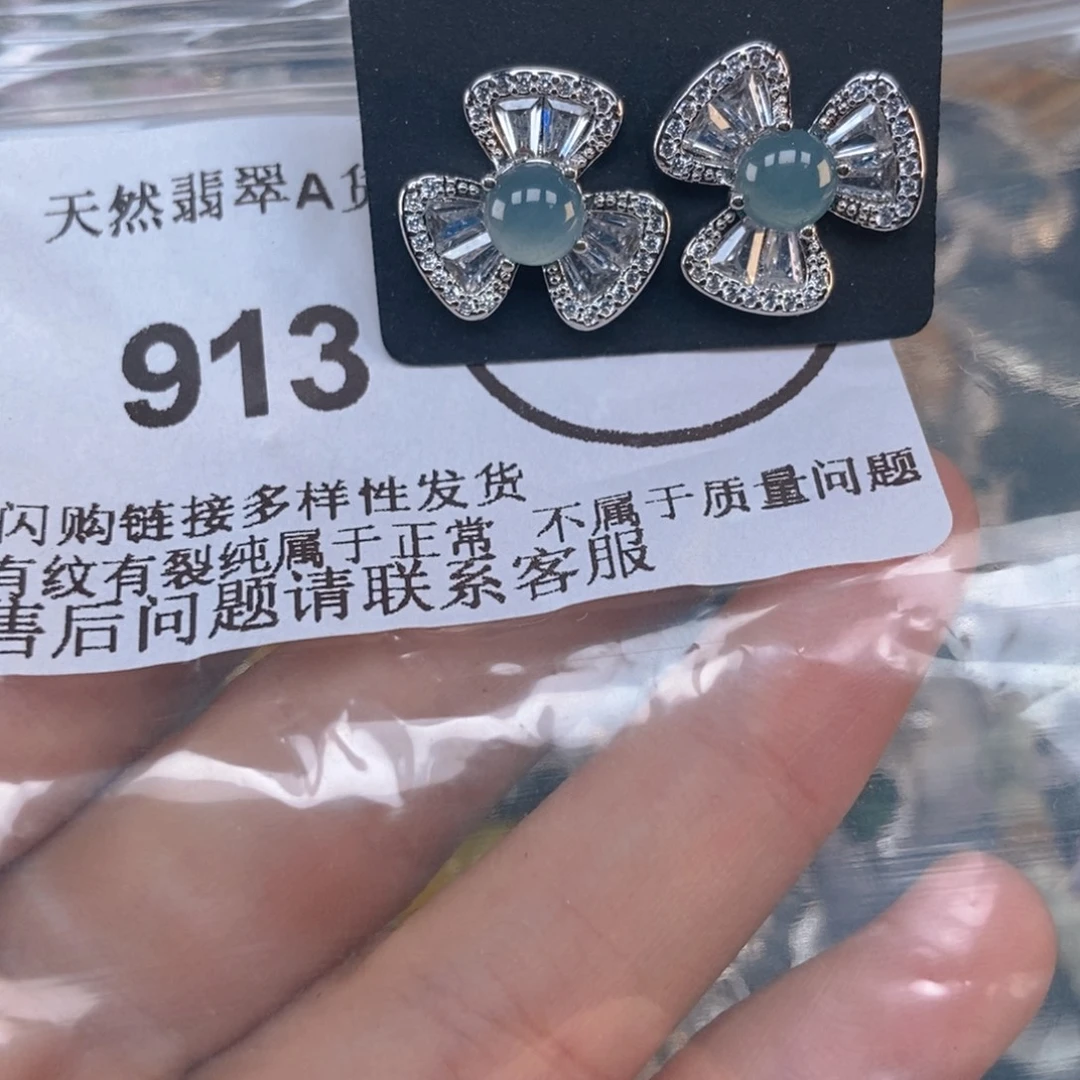 天然翡翠A货
913
闪购链接多样性发货
有纹有裂纯属于正常 不属于质量问题
售后问题请联系客服